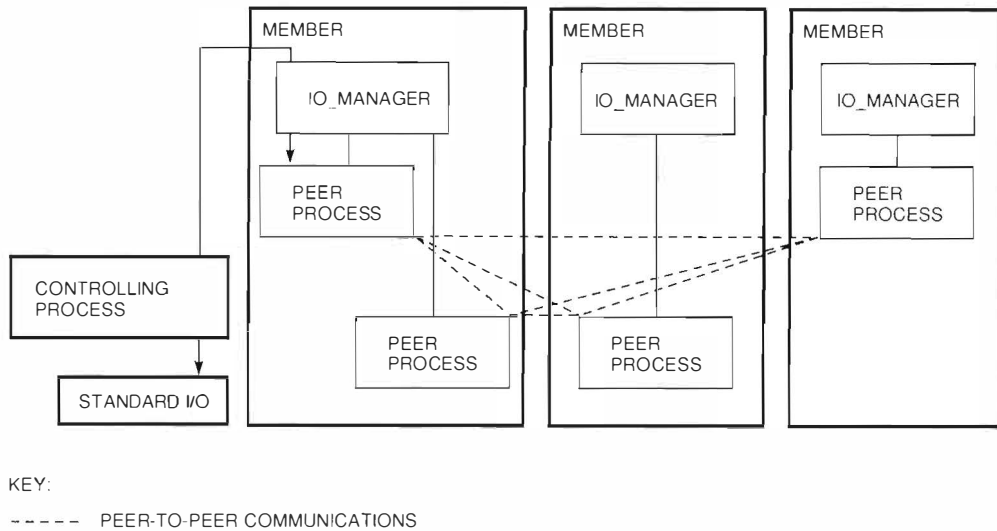 MEMBER
MEMBER
MEMBER
IO_MANAGER
IO_MANAGER
IO_MANAGER
PEER
PROCESS
PEER
PROCESS
CONTROLLING
PROCESS
PEER
PROCESS
PEER
PROCESS
STANDARD I/O
KEY:
----- PEER-TO-PEER COMMUNICATIONS